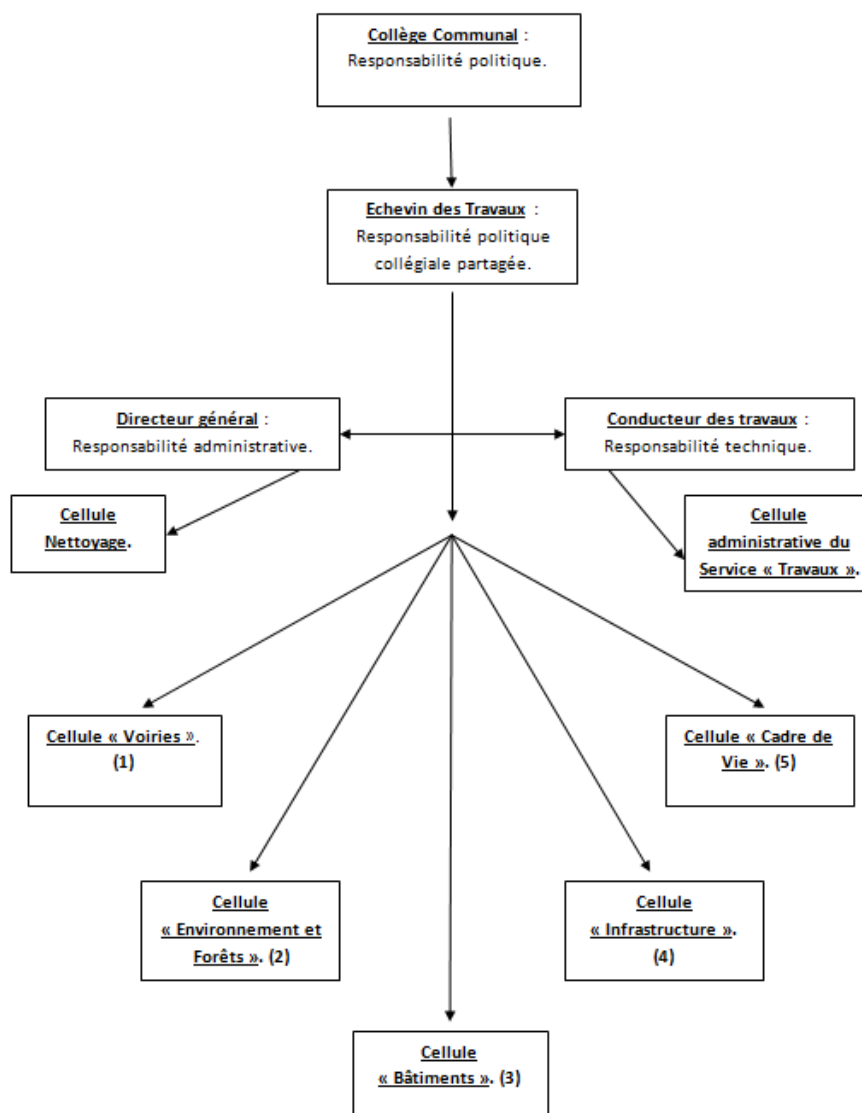 Collège Communal :
Responsabilité politique.
Echevin des Travaux :
Responsabilité politique
collégiale partagée.
Directeur général :
Responsabilité administrative.
Conducteur des travaux :
Responsabilité technique.
Cellule
Nettoyage.
Cellule
administrative du
Service « Travaux ».
Cellule « Voiries ».
(1)
Cellule « Cadre de
Vie ». (5)
Cellule
« Environnement et
Forêts ». (2)
Cellule
« Infrastructure ».
(4)
Cellule
« Bâtiments ». (3)